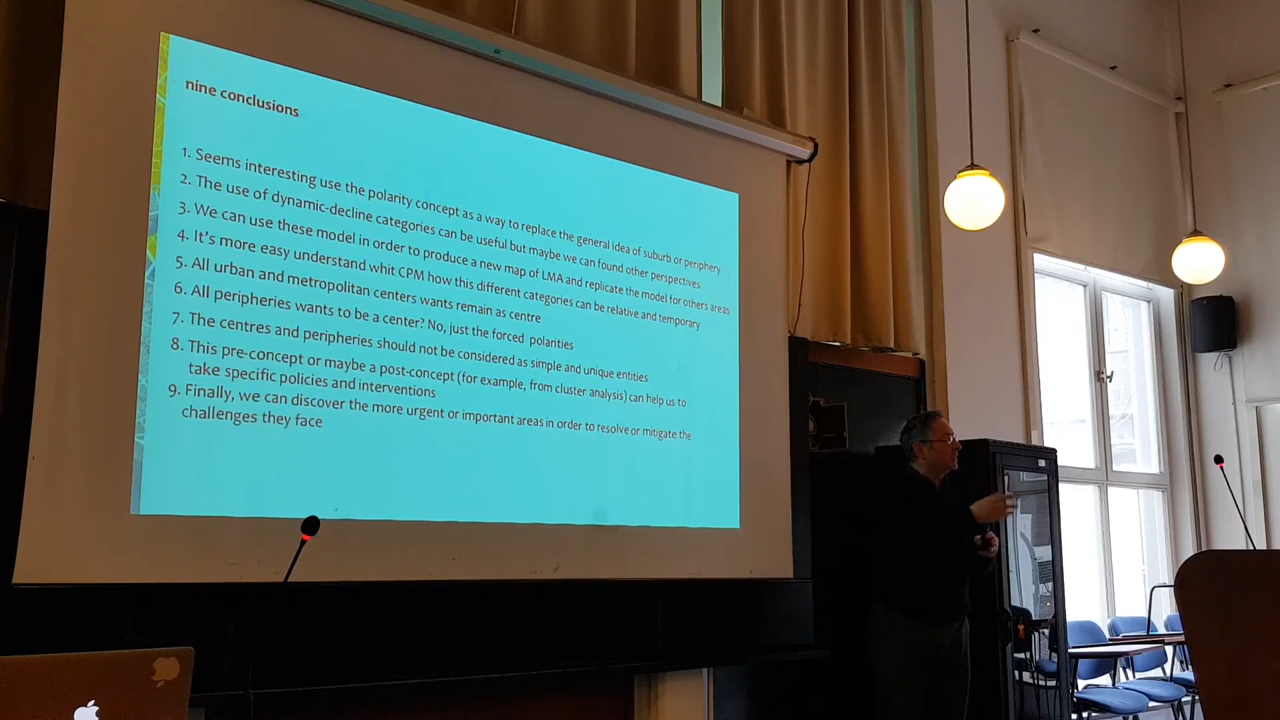 nine conclusions
1. Seems interesting use the polarity concept as a way to replace the general idea of suburb or periphery
2. The use of dynamic-decline categories can be useful but maybe we can found other perspectives
3. We can use these model in order to produce a new map of LMA and replicate the model for others areas
4. It's more easy understand whit CPM how this different categories can be relative and temporary
5. All urban and metropolitan centers wants remain as centre
6. All peripheries wants to be a center? No, just the forced polarities
7. The centres and peripheries should not be considered as simple and unique entities
8. This pre-concept or maybe a post-concept (for example, from cluster analysis) can help us to
take specific policies and interventions
9. Finally, we can discover the more urgent or important areas in order to resolve or mitigate the
challenges they face